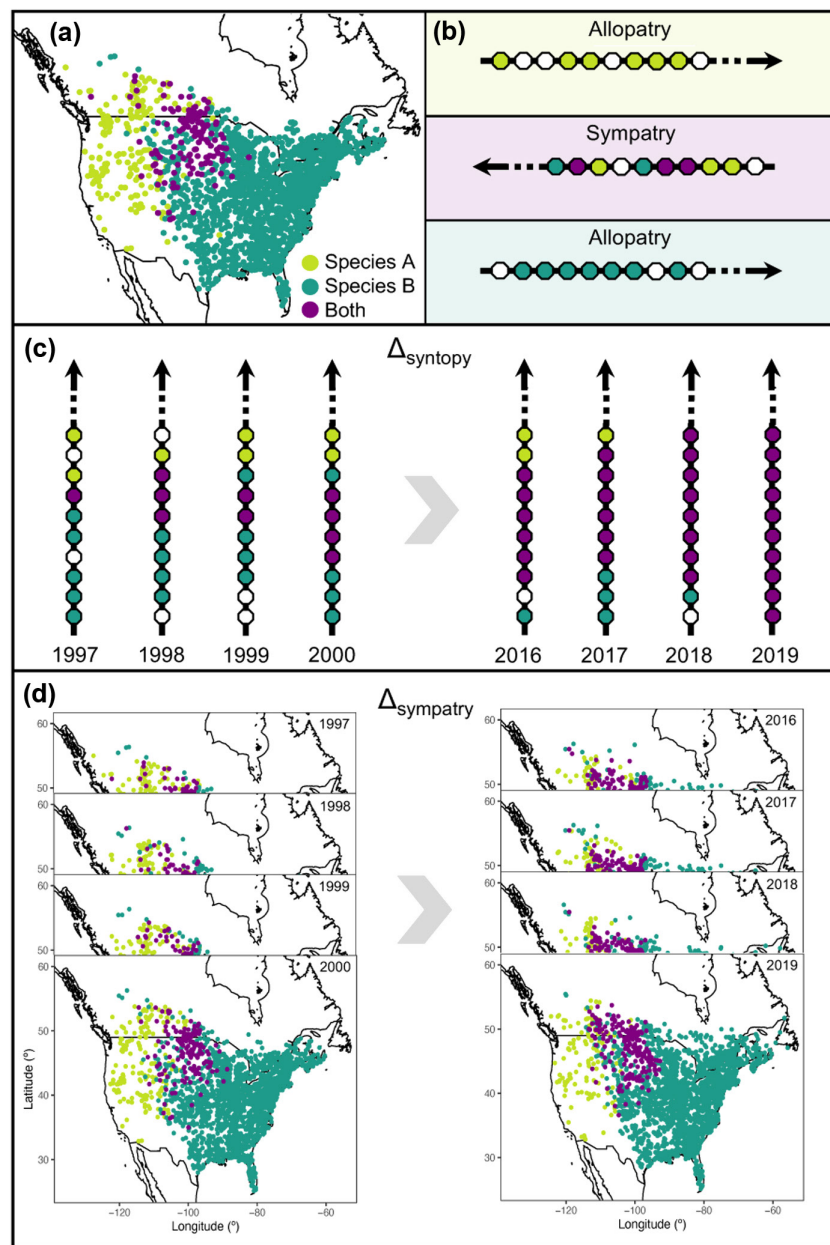 (a)
Species A
Species B
Both
(b)
Allopatry
Sympatry
Allopatry
(c)
Δsyntopy
1997 1998 1999 2000 2016 2017 2018 2019
(d)
Δsympatry
60
50
1997
60
50
1998
60
50
1999
60
50
40
30
2000
Latitude (º)
-120 -100 -80 -60
Longitude (º)
60
50
2016
60
50
2017
60
50
2018
60
50
40
30
2019
-120 -100 -80 -60
Longitude (º)